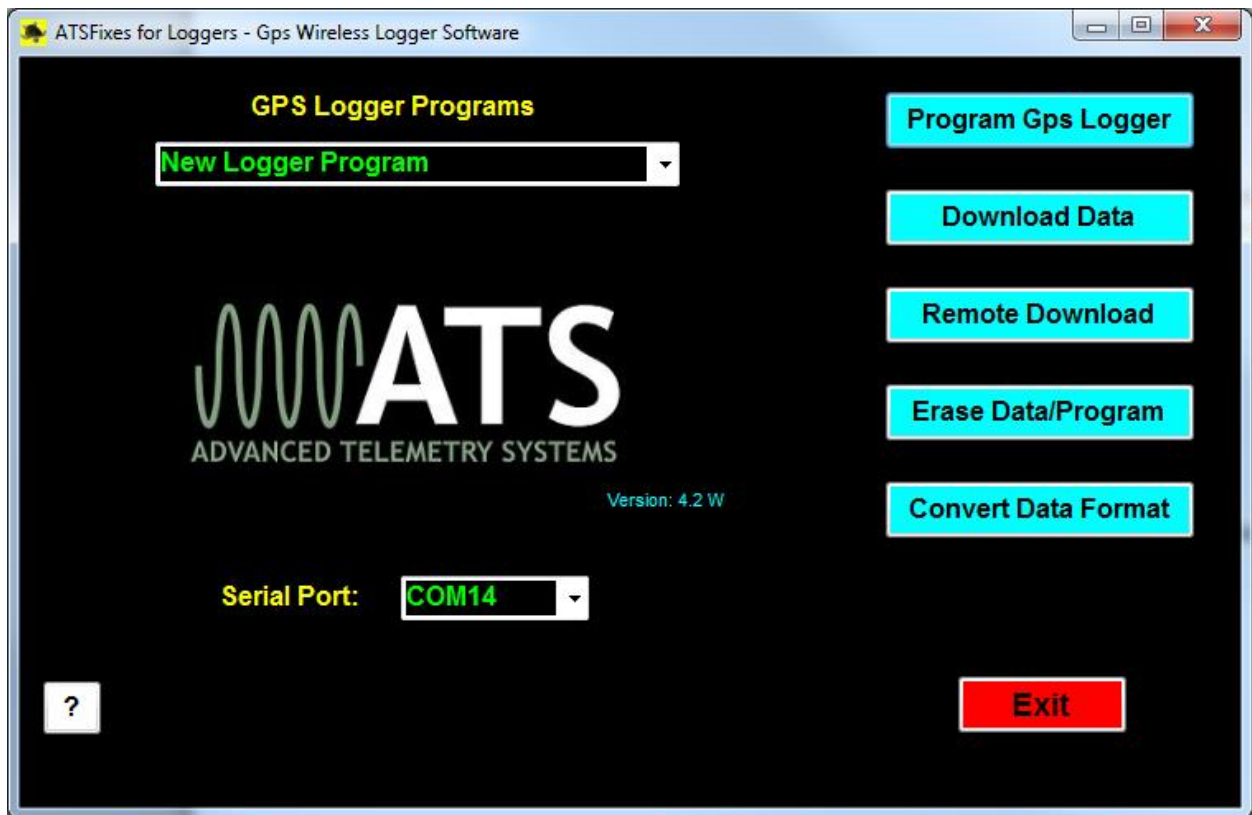 ATSFixes for Loggers - Gps Wireless Logger Software
GPS Logger Programs
New Logger Program
Program Gps Logger
Download Data
Remote Download
Erase Data/Program
Convert Data Format
ATS
ADVANCED TELEMETRY SYSTEMS
Version: 4.2 W
Serial Port:
COM14
?
Exit